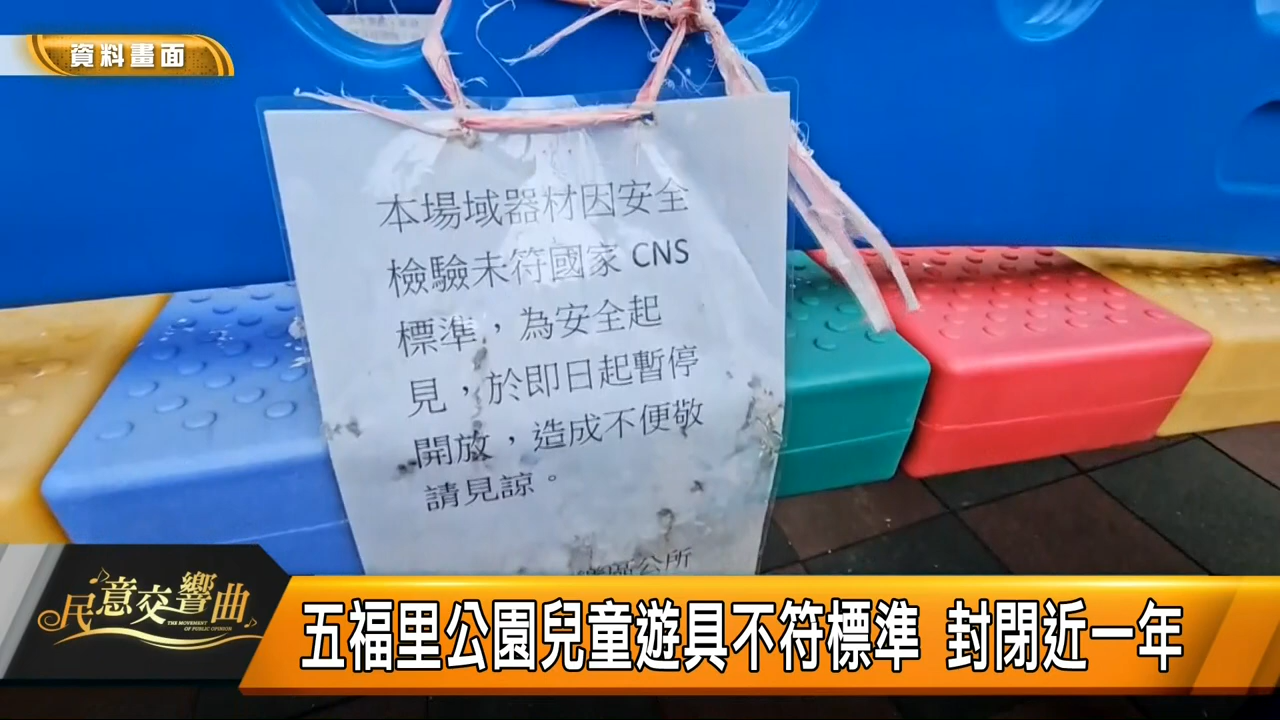 資料畫面
本場域器材因安全
檢驗未符國家 CNS
標準，為安全起
見，於即日起暫停
開放，造成不便敬
請見諒。
區公所
民意交響曲
THE MOVEMENT
OF PUBLIC OPINION
五福里公園兒童遊具不符標準 封閉近一年